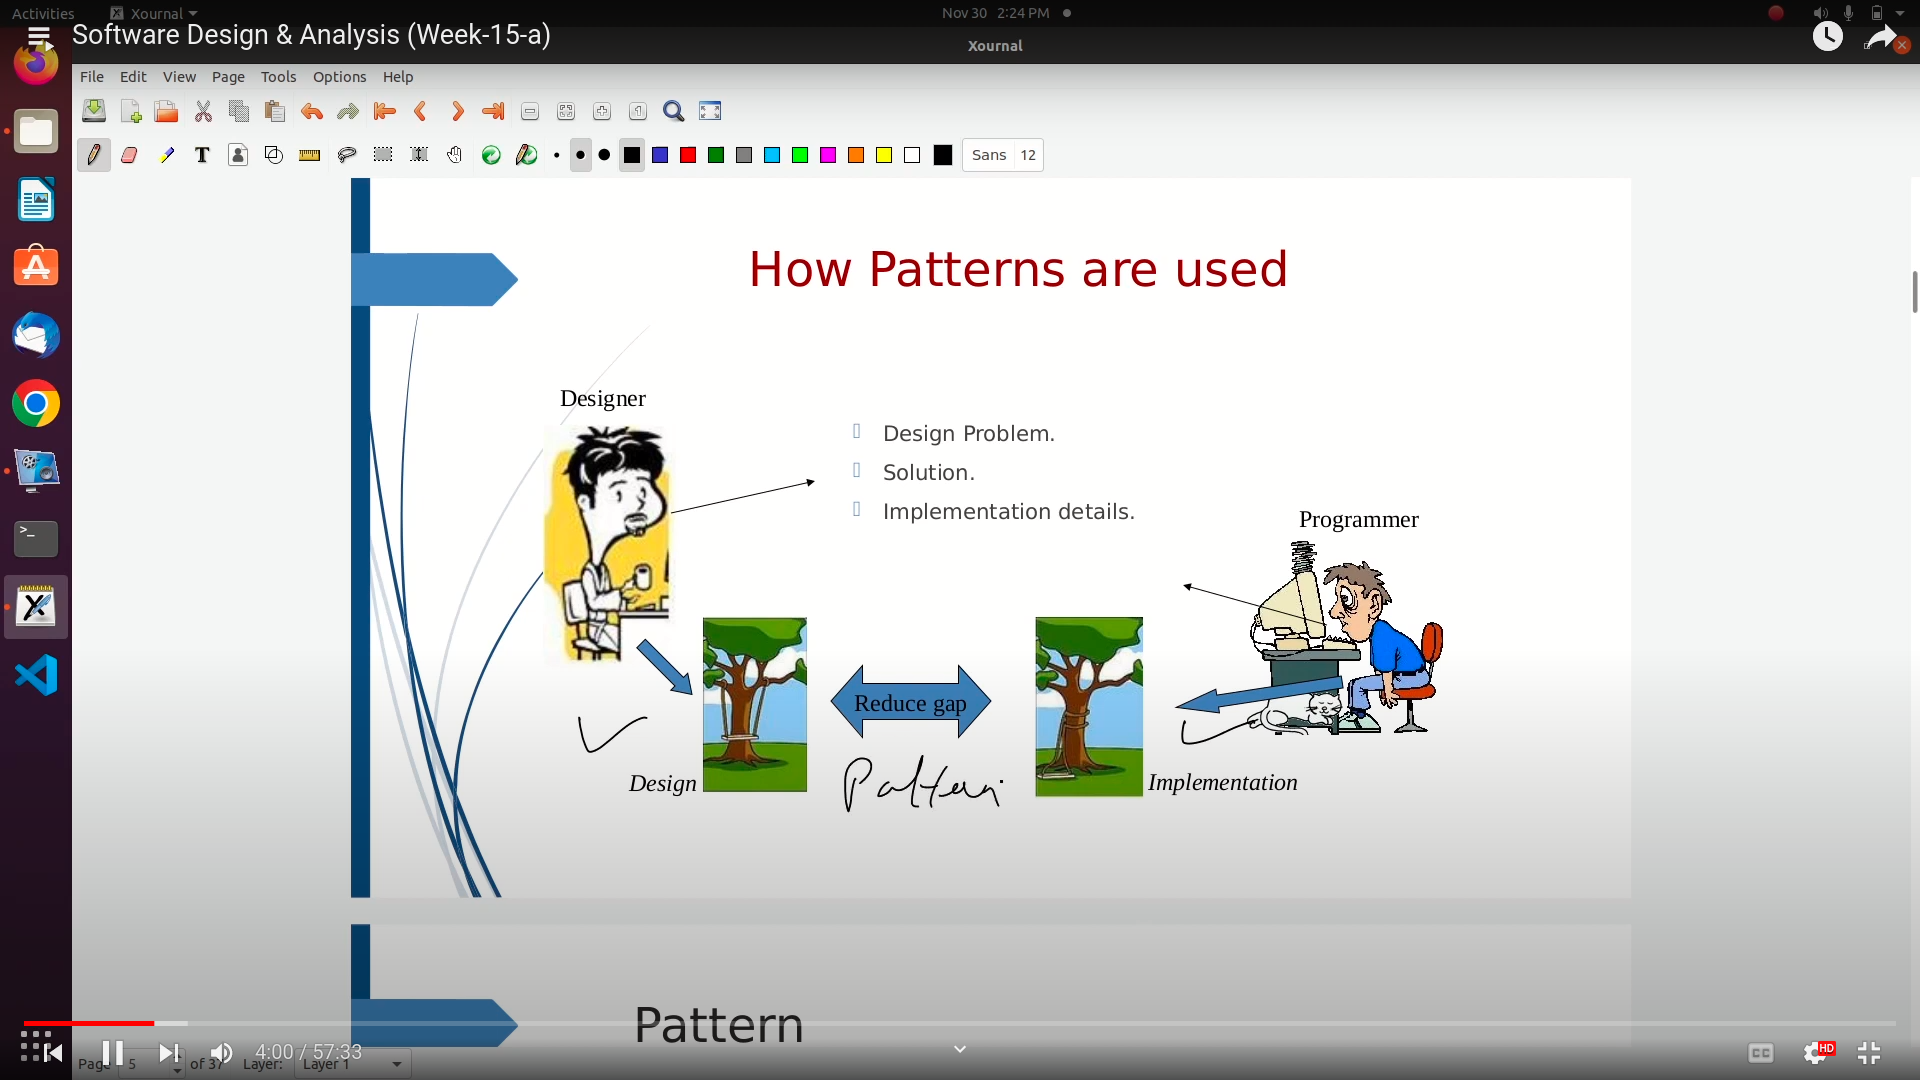 Activities
Xournal
Nov 30 2:24 PM
Software Design & Analysis (Week-15-a)
Xournal
File Edit View Page Tools Options Help
T
Sans 12
How Patterns are used
Designer
Design Problem.
Solution.
Implementation details.
Programmer
Reduce gap
Design
Pattern
Implementation
Pattern
4:00 / 57:33
CC
HD
Page 5 of 37 Layer: Layer 1